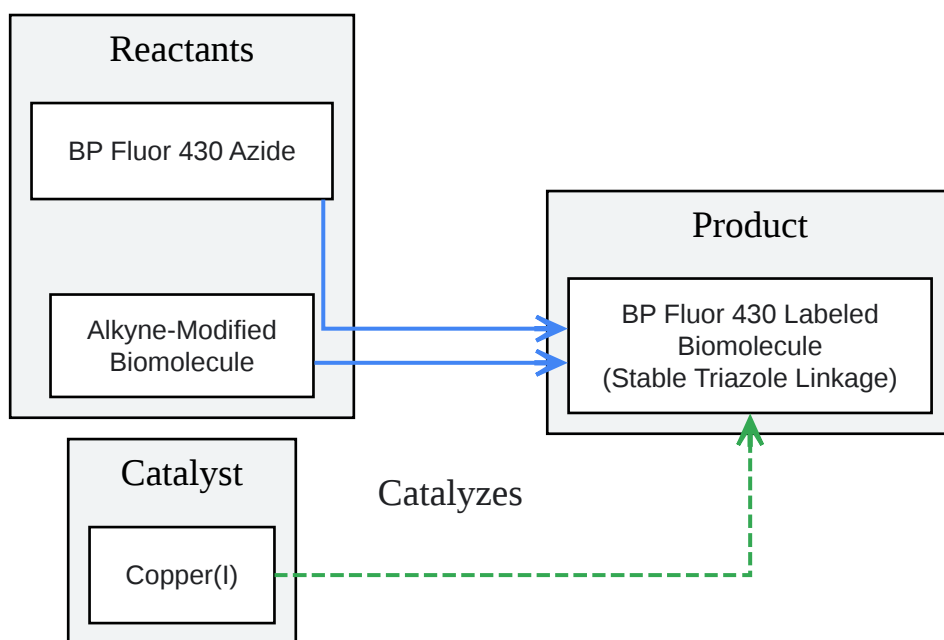 Reactants
BP Fluor 430 Azide
Alkyne-Modified
Biomolecule
Product
BP Fluor 430 Labeled
Biomolecule
(Stable Triazole Linkage)
Catalyst
Copper(I)
Catalyzes